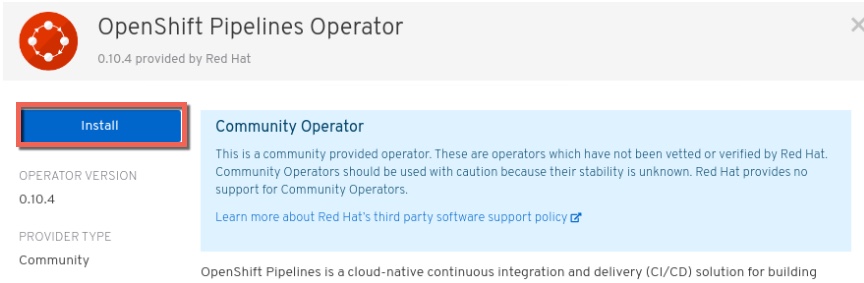 OpenShift Pipelines Operator
0.10.4 provided by Red Hat
Install
Community Operator
This is a community provided operator. These are operators which have not been vetted or verified by Red Hat.
Community Operators should be used with caution because their stability is unknown. Red Hat provides no
support for Community Operators.
Learn more about Red Hat's third party software support policy
OPERATOR VERSION
0.10.4
PROVIDER TYPE
Community
OpenShift Pipelines is a cloud-native continuous integration and delivery (CI/CD) solution for building